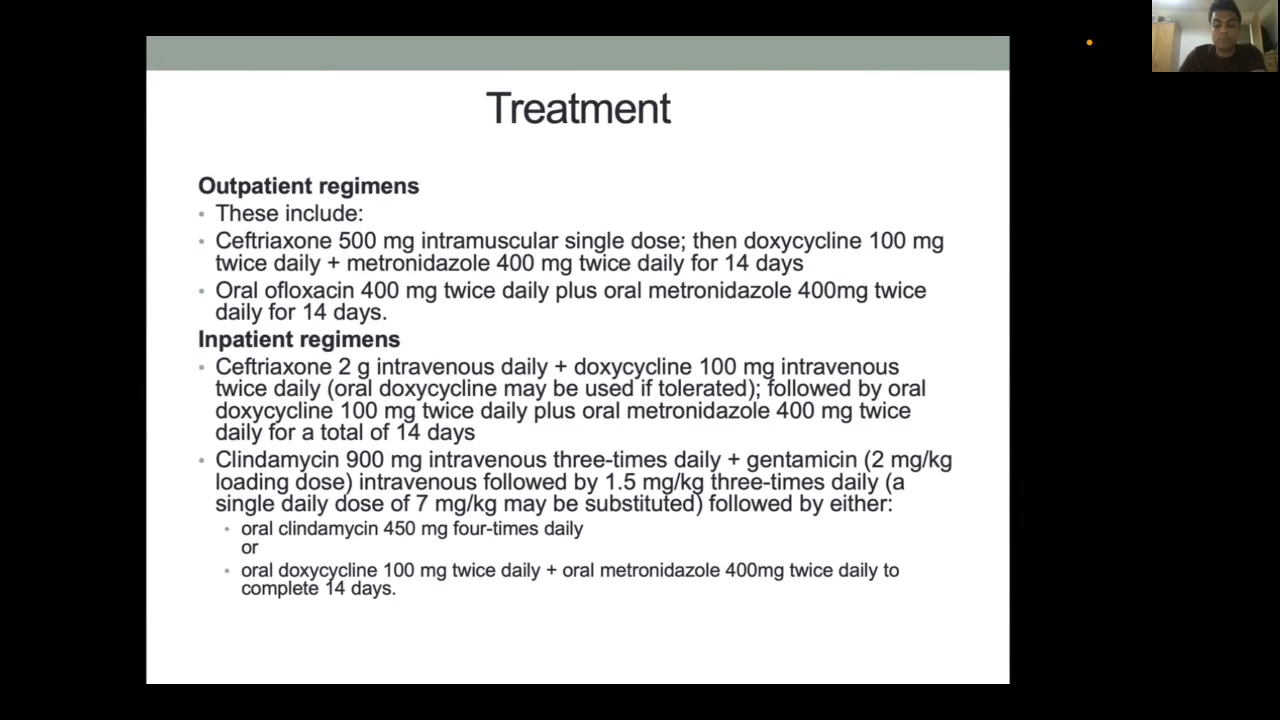 Treatment
Outpatient regimens
• These include:
• Ceftriaxone 500 mg intramuscular single dose; then doxycycline 100 mg
twice daily + metronidazole 400 mg twice daily for 14 days
• Oral ofloxacin 400 mg twice daily plus oral metronidazole 400mg twice
daily for 14 days.
Inpatient regimens
• Ceftriaxone 2 g intravenous daily + doxycycline 100 mg intravenous
twice daily (oral doxycycline may be used if tolerated); followed by oral
doxycycline 100 mg twice daily plus oral metronidazole 400 mg twice
daily for a total of 14 days
• Clindamycin 900 mg intravenous three-times daily + gentamicin (2 mg/kg
loading dose) intravenous followed by 1.5 mg/kg three-times daily (a
single daily dose of 7 mg/kg may be substituted) followed by either:
• oral clindamycin 450 mg four-times daily
or
• oral doxycycline 100 mg twice daily + oral metronidazole 400mg twice daily to
complete 14 days.